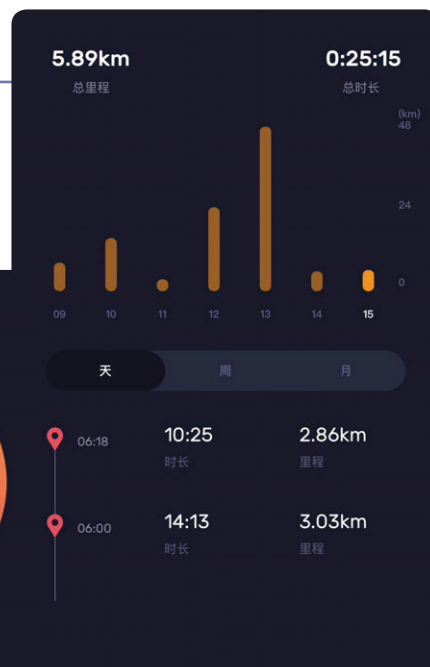 5.89km 0:25:15
总里程 总时长
(km)
48
24
0
09 10 11 12 13 14 15
天 周 月
06:18 10:25 2.86km
时长 里程
06:00 14:13 3.03km
时长 里程